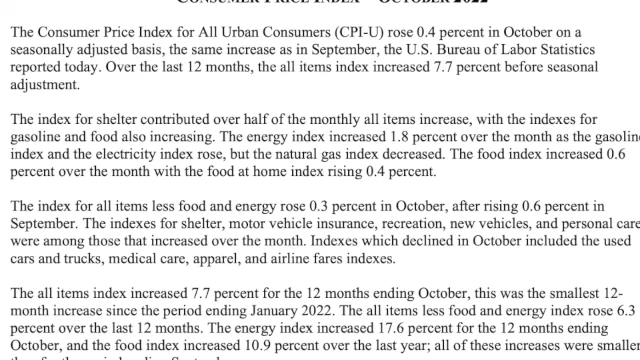 CONSUMER PRICE INDEX – OCTOBER 2022
The Consumer Price Index for All Urban Consumers (CPI-U) rose 0.4 percent in October on a
seasonally adjusted basis, the same increase as in September, the U.S. Bureau of Labor Statistics
reported today. Over the last 12 months, the all items index increased 7.7 percent before seasonal
adjustment.
The index for shelter contributed over half of the monthly all items increase, with the indexes for
gasoline and food also increasing. The energy index increased 1.8 percent over the month as the gasoline
index and the electricity index rose, but the natural gas index decreased. The food index increased 0.6
percent over the month with the food at home index rising 0.4 percent.
The index for all items less food and energy rose 0.3 percent in October, after rising 0.6 percent in
September. The indexes for shelter, motor vehicle insurance, recreation, new vehicles, and personal care
were among those that increased over the month. Indexes which declined in October included the used
cars and trucks, medical care, apparel, and airline fares indexes.
The all items index increased 7.7 percent for the 12 months ending October, this was the smallest 12-
month increase since the period ending January 2022. The all items less food and energy index rose 6.3
percent over the last 12 months. The energy index increased 17.6 percent for the 12 months ending
October, and the food index increased 10.9 percent over the last year; all of these increases were smaller